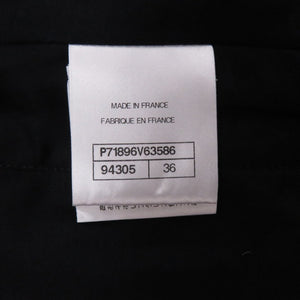 MADE IN FRANCE
FABRIQUE EN FRANCE
P71896V63586
94305 36